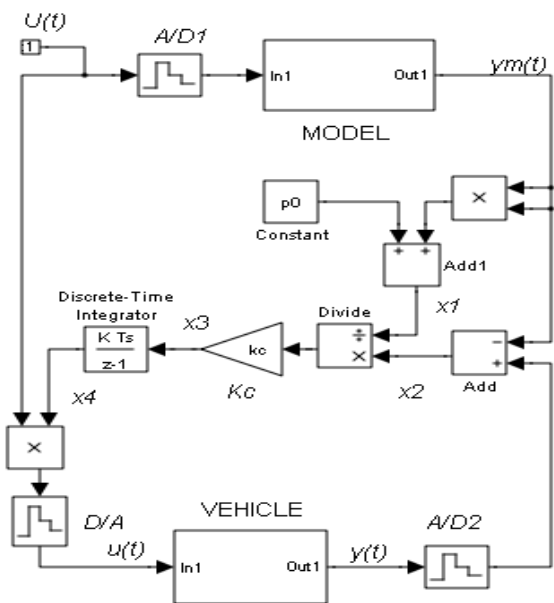 U(t)
1
A/D1
In1
Out1
ym(t)
MODEL
p0
Constant
×
+
+
Add1
x1
Discrete-Time
Integrator
K Ts
z-1
x3
kc
Kc
Divide
÷
×
x2
−
+
Add
x4
×
D/A
u(t)
VEHICLE
In1
Out1
y(t)
A/D2